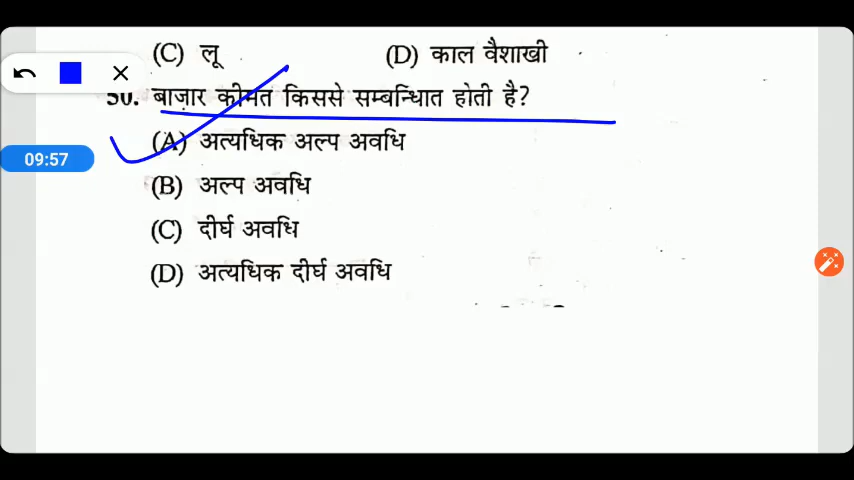 (C) लू (D) काल वैशाखी
50. बाज़ार कीमत किससे सम्बन्धित होती है?
(A) अत्यधिक अल्प अवधि
09:57
(B) अल्प अवधि
(C) दीर्घ अवधि
(D) अत्यधिक दीर्घ अवधि